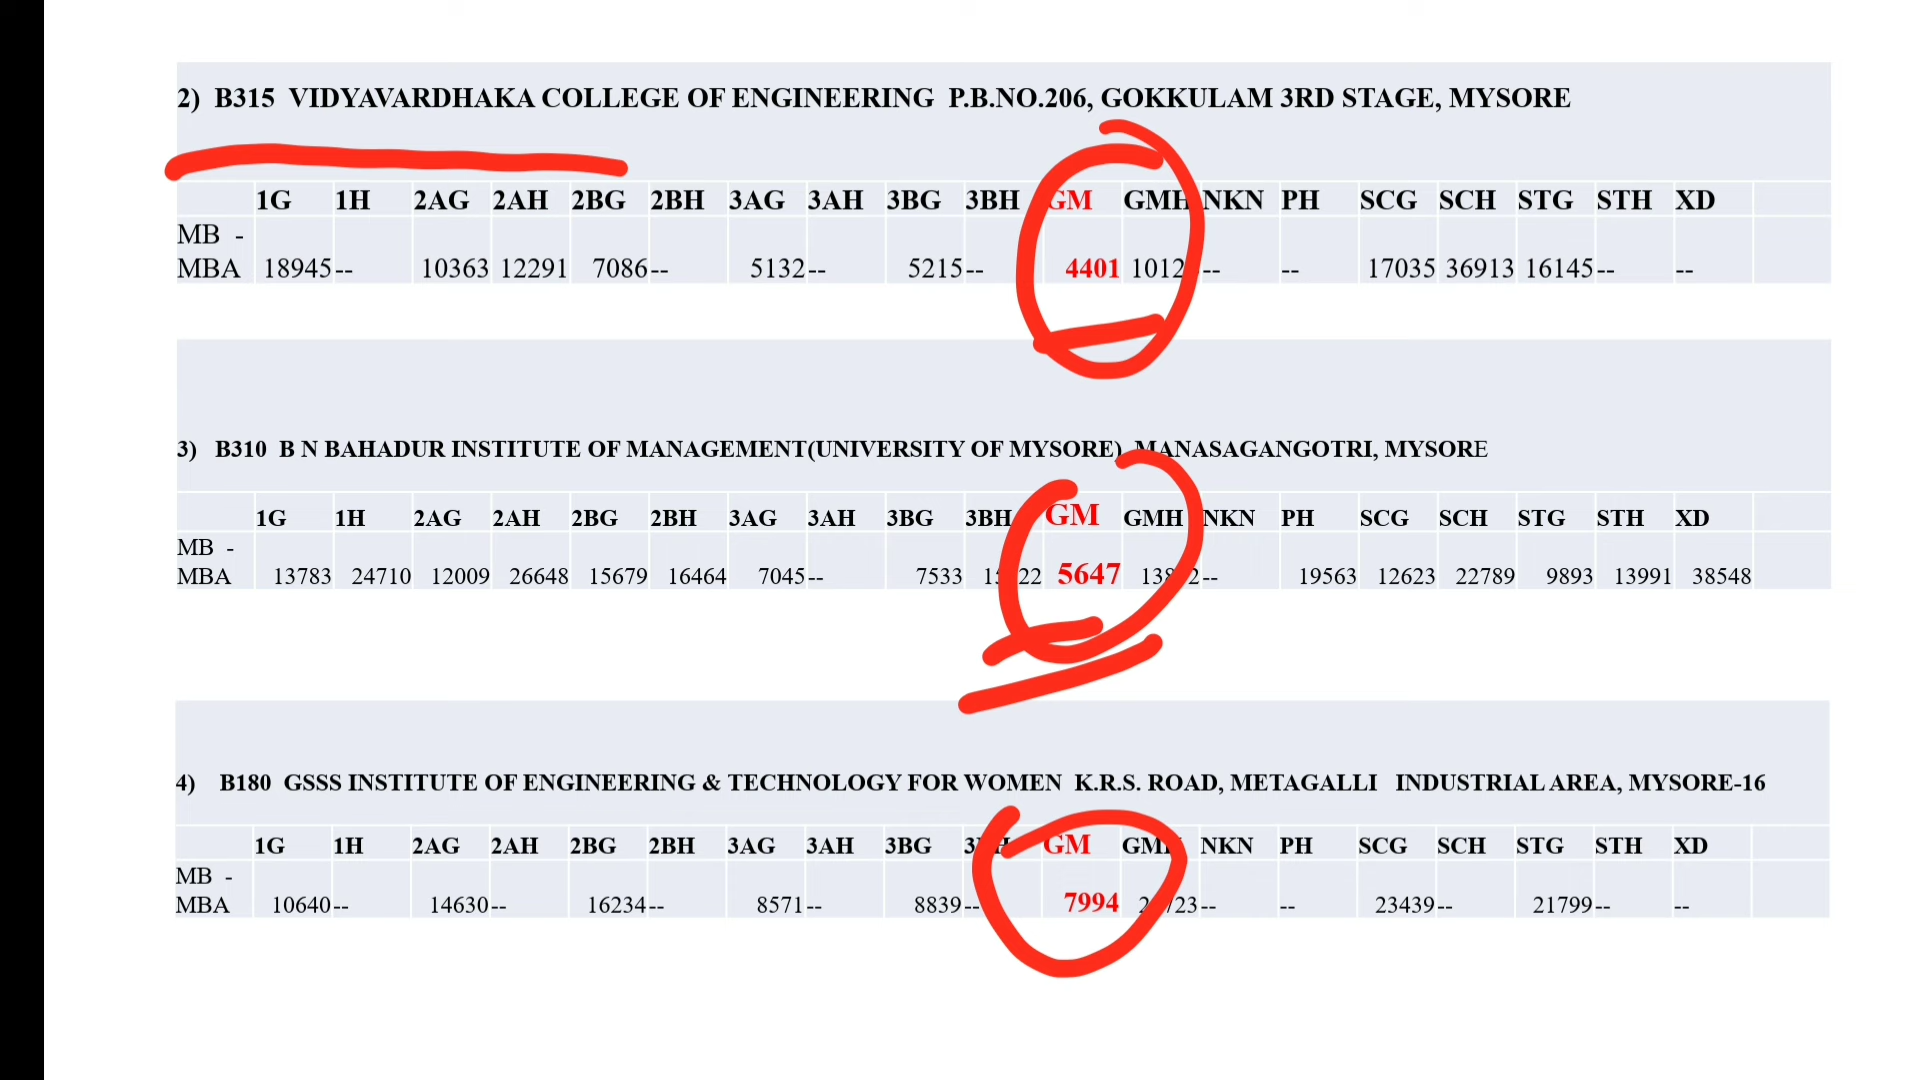 2) B315 VIDYAVARDHAKA COLLEGE OF ENGINEERING P.B.NO.206, GOKKULAM 3RD STAGE, MYSORE
1G 1H 2AG 2AH 2BG 2BH 3AG 3AH 3BG 3BH GM GMH NKN PH SCG SCH STG STH XD
MB -
MBA 18945 -- 10363 12291 7086 -- 5132 -- 5215 -- 4401 -- -- 17035 36913 16145 -- --
3) B310 B N BAHADUR INSTITUTE OF MANAGEMENT(UNIVERSITY OF MYSORE) MANASAGANGOTRI, MYSORE
1G 1H 2AG 2AH 2BG 2BH 3AG 3AH 3BG 3BH GM GMH NKN PH SCG SCH STG STH XD
MB -
MBA 13783 24710 12009 26648 15679 16464 7045 -- 7533 5647 -- 19563 12623 22789 9893 13991 38548
4) B180 GSSS INSTITUTE OF ENGINEERING & TECHNOLOGY FOR WOMEN K.R.S. ROAD, METAGALLI INDUSTRIAL AREA, MYSORE-16
1G 1H 2AG 2AH 2BG 2BH 3AG 3AH 3BG 3BH GM GMH NKN PH SCG SCH STG STH XD
MB -
MBA 10640 -- 14630 -- 16234 -- 8571 -- 8839 -- 7994 -- -- 23439 -- 21799 -- --